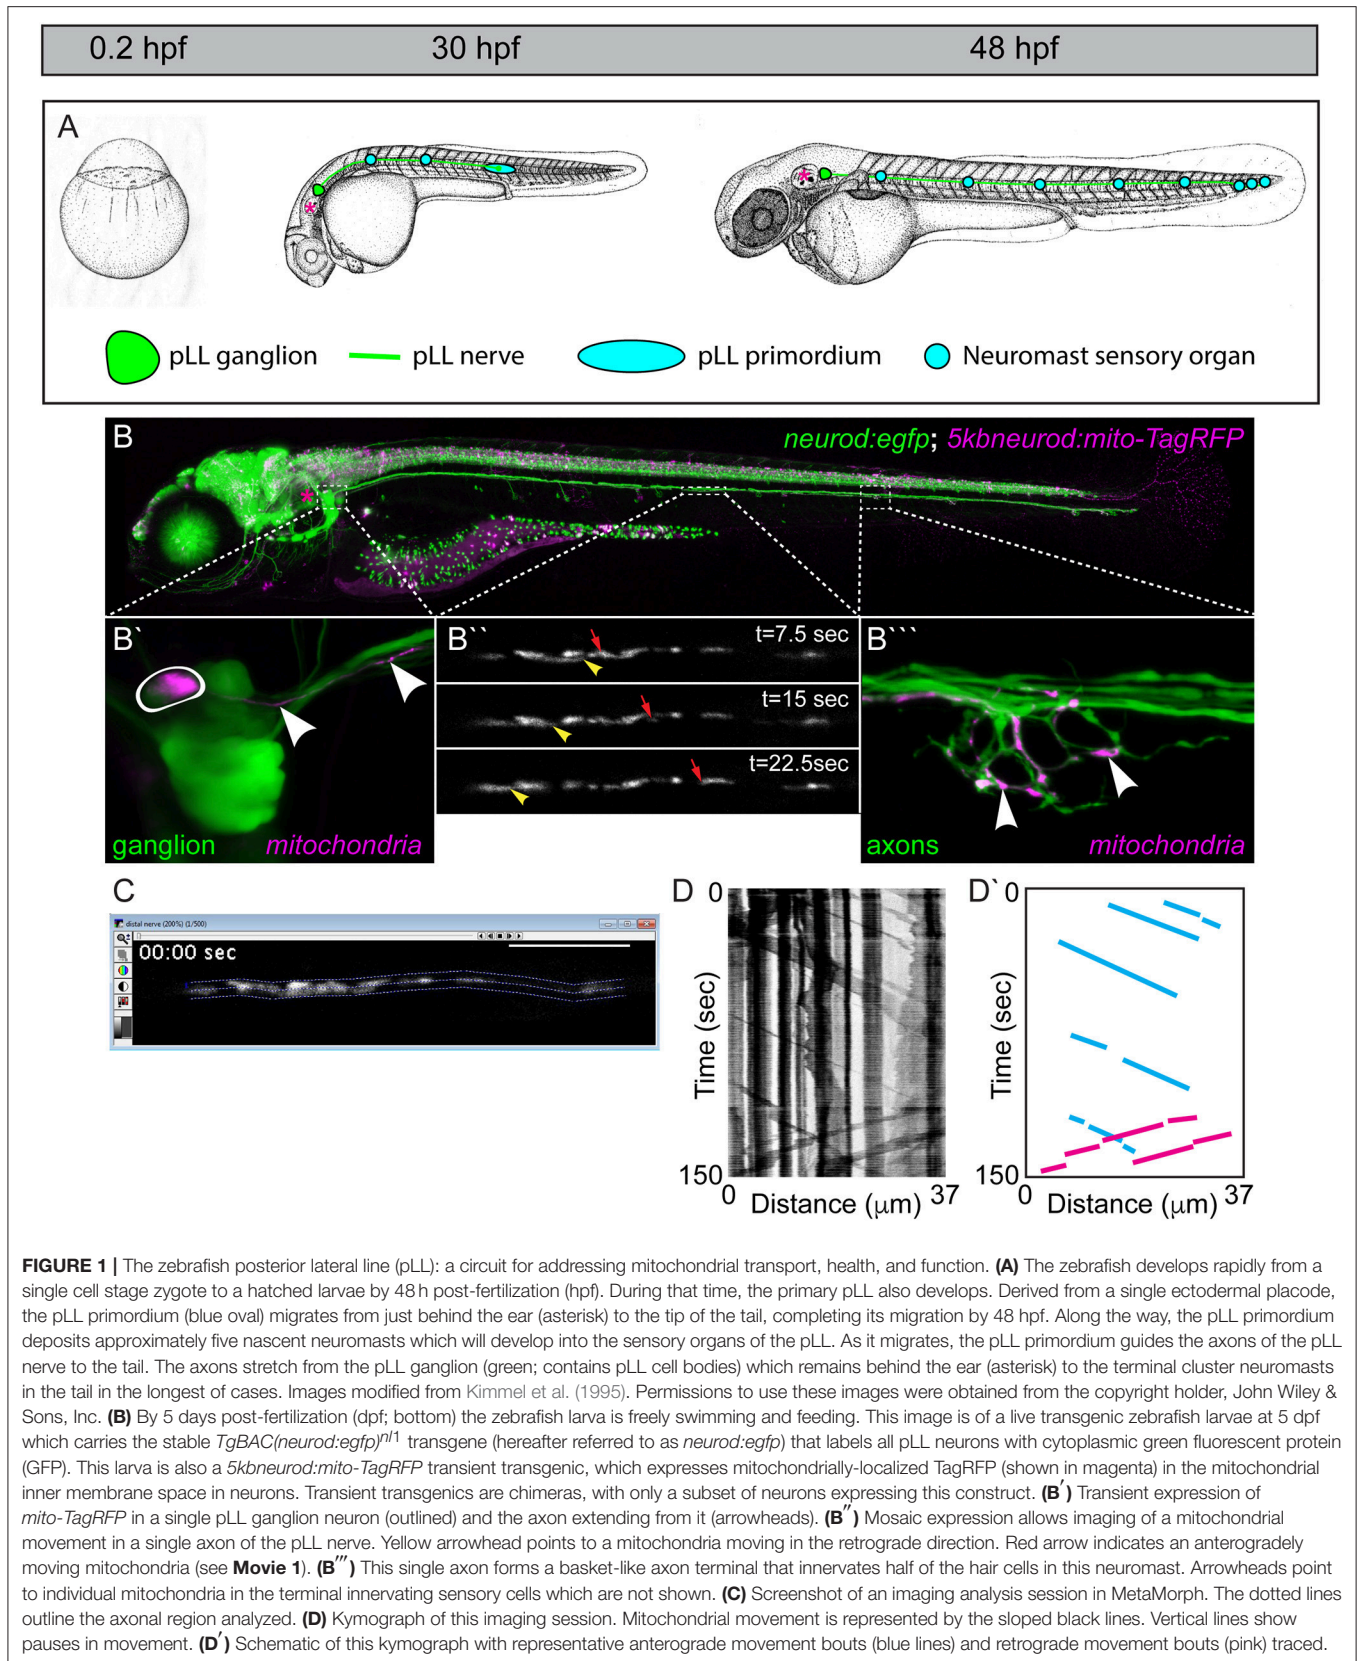 0.2 hpf 30 hpf 48 hpf
A
pLL ganglion pLL nerve pLL primordium Neuromast sensory organ
B neurod:egfp; 5kbneurod:mito-TagRFP
B` ganglion mitochondria
B`` t=7.5 sec
t=15 sec
t=22.5sec
B``` axons mitochondria
C
distal nerve (200%) (1/500)
00:00 sec
D
0
Time (sec)
150
0 Distance (μm) 37
D`
0
Time (sec)
150
0 Distance (μm) 37
FIGURE 1 | The zebrafish posterior lateral line (pLL): a circuit for addressing mitochondrial transport, health, and function. (A) The zebrafish develops rapidly from a
single cell stage zygote to a hatched larvae by 48 h post-fertilization (hpf). During that time, the primary pLL also develops. Derived from a single ectodermal placode,
the pLL primordium (blue oval) migrates from just behind the ear (asterisk) to the tip of the tail, completing its migration by 48 hpf. Along the way, the pLL primordium
deposits approximately five nascent neuromasts which will develop into the sensory organs of the pLL. As it migrates, the pLL primordium guides the axons of the pLL
nerve to the tail. The axons stretch from the pLL ganglion (green; contains pLL cell bodies) which remains behind the ear (asterisk) to the terminal cluster neuromasts
in the tail in the longest of cases. Images modified from Kimmel et al. (1995). Permissions to use these images were obtained from the copyright holder, John Wiley &
Sons, Inc. (B) By 5 days post-fertilization (dpf; bottom) the zebrafish larva is freely swimming and feeding. This image is of a live transgenic zebrafish larvae at 5 dpf
which carries the stable TgBAC(neurod:egfp)nl1 transgene (hereafter referred to as neurod:egfp) that labels all pLL neurons with cytoplasmic green fluorescent protein
(GFP). This larva is also a 5kbneurod:mito-TagRFP transient transgenic, which expresses mitochondrially-localized TagRFP (shown in magenta) in the mitochondrial
inner membrane space in neurons. Transient transgenics are chimeras, with only a subset of neurons expressing this construct. (B′) Transient expression of
mito-TagRFP in a single pLL ganglion neuron (outlined) and the axon extending from it (arrowheads). (B″) Mosaic expression allows imaging of a mitochondrial
movement in a single axon of the pLL nerve. Yellow arrowhead points to a mitochondria moving in the retrograde direction. Red arrow indicates an anterogradely
moving mitochondria (see Movie 1). (B‴) This single axon forms a basket-like axon terminal that innervates half of the hair cells in this neuromast. Arrowheads point
to individual mitochondria in the terminal innervating sensory cells which are not shown. (C) Screenshot of an imaging analysis session in MetaMorph. The dotted lines
outline the axonal region analyzed. (D) Kymograph of this imaging session. Mitochondrial movement is represented by the sloped black lines. Vertical lines show
pauses in movement. (D′) Schematic of this kymograph with representative anterograde movement bouts (blue lines) and retrograde movement bouts (pink) traced.